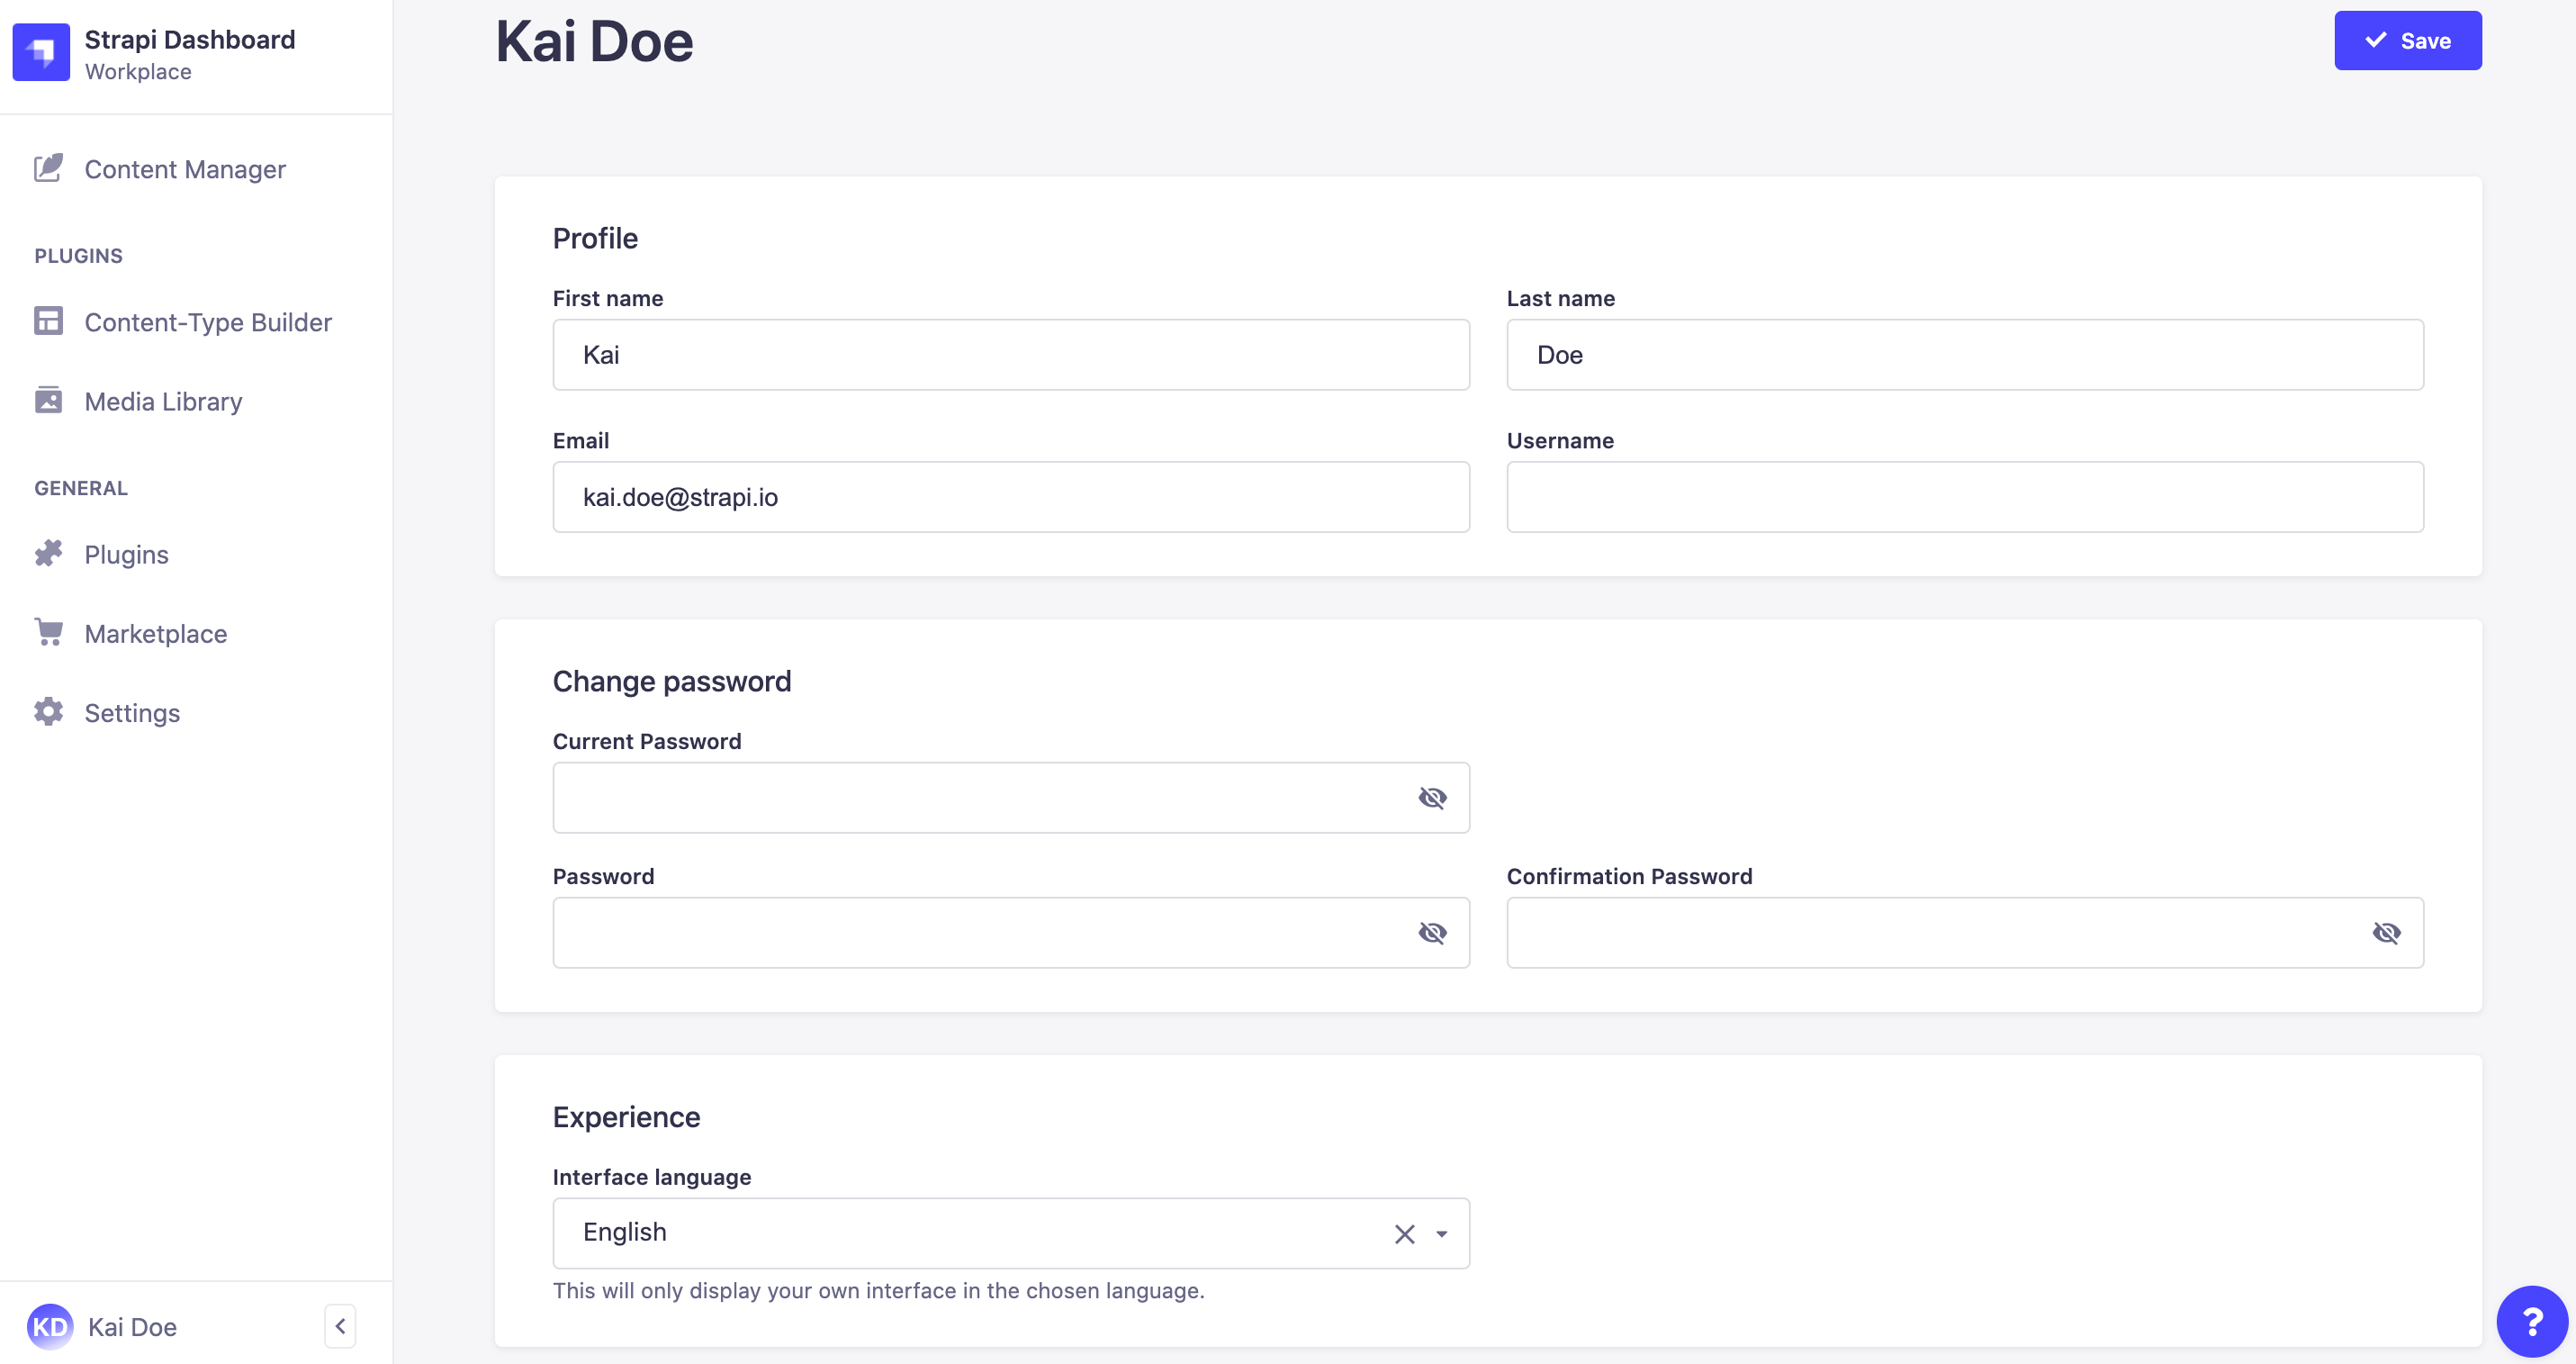 Strapi Dashboard
Workplace
Content Manager
PLUGINS
Content-Type Builder
Media Library
GENERAL
Plugins
Marketplace
Settings
KD
Kai Doe
Kai Doe
Save
Profile
First name
Last name
Kai
Doe
Email
Username
kai.doe@strapi.io
Change password
Current Password
Password
Confirmation Password
Experience
Interface language
English
This will only display your own interface in the chosen language.
?